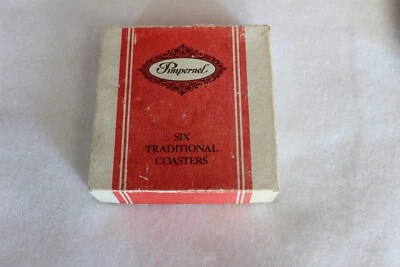 Pimpernel
SIX
TRADITIONAL
COASTERS